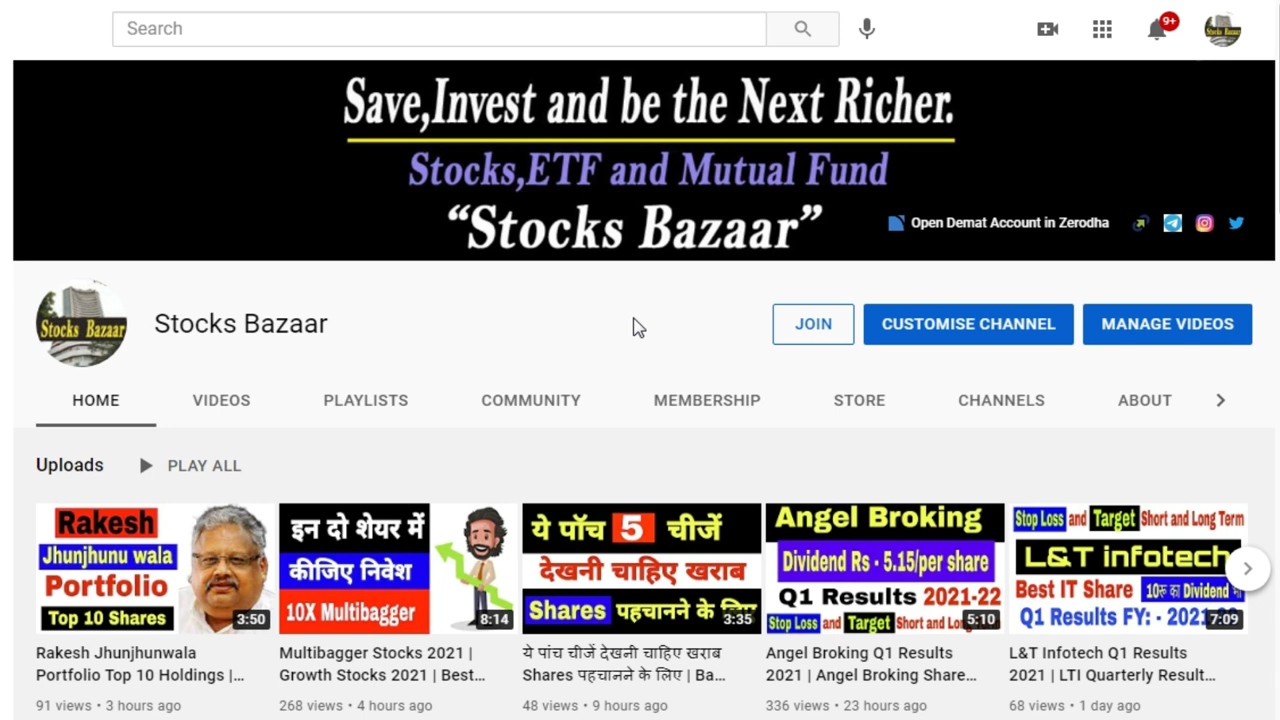 Search
9+
Save,Invest and be the Next Richer.
Stocks,ETF and Mutual Fund
“Stocks Bazaar”
Open Demat Account in Zerodha
Stocks Bazaar
Stocks Bazaar
JOIN
CUSTOMISE CHANNEL
MANAGE VIDEOS
HOME
VIDEOS
PLAYLISTS
COMMUNITY
MEMBERSHIP
STORE
CHANNELS
ABOUT
Uploads
PLAY ALL
Rakesh
Jhunjhunu wala
Portfolio
Top 10 Shares
3:50
Rakesh Jhunjhunwala
Portfolio Top 10 Holdings |...
91 views • 3 hours ago
इन दो शेयर में
कीजिए निवेश
10X Multibagger
8:14
Multibagger Stocks 2021 |
Growth Stocks 2021 | Best...
268 views • 4 hours ago
ये पॉच 5 चीजें
देखनी चाहिए खराब
Shares पहचानने के लिए
3:35
ये पांच चीजें देखनी चाहिए खराब
Shares पहचानने के लिए | Ba...
48 views • 9 hours ago
Angel Broking
Dividend Rs - 5.15/per share
Q1 Results 2021-22
Stop Loss and Target Short and Long
5:10
Angel Broking Q1 Results
2021 | Angel Broking Share...
336 views • 23 hours ago
Stop Loss and Target Short and Long Term
L&T infotech
Best IT Share 10रू का Dividend
Q1 Results FY: - 2021
7:09
L&T Infotech Q1 Results
2021 | LTI Quarterly Result...
68 views • 1 day ago